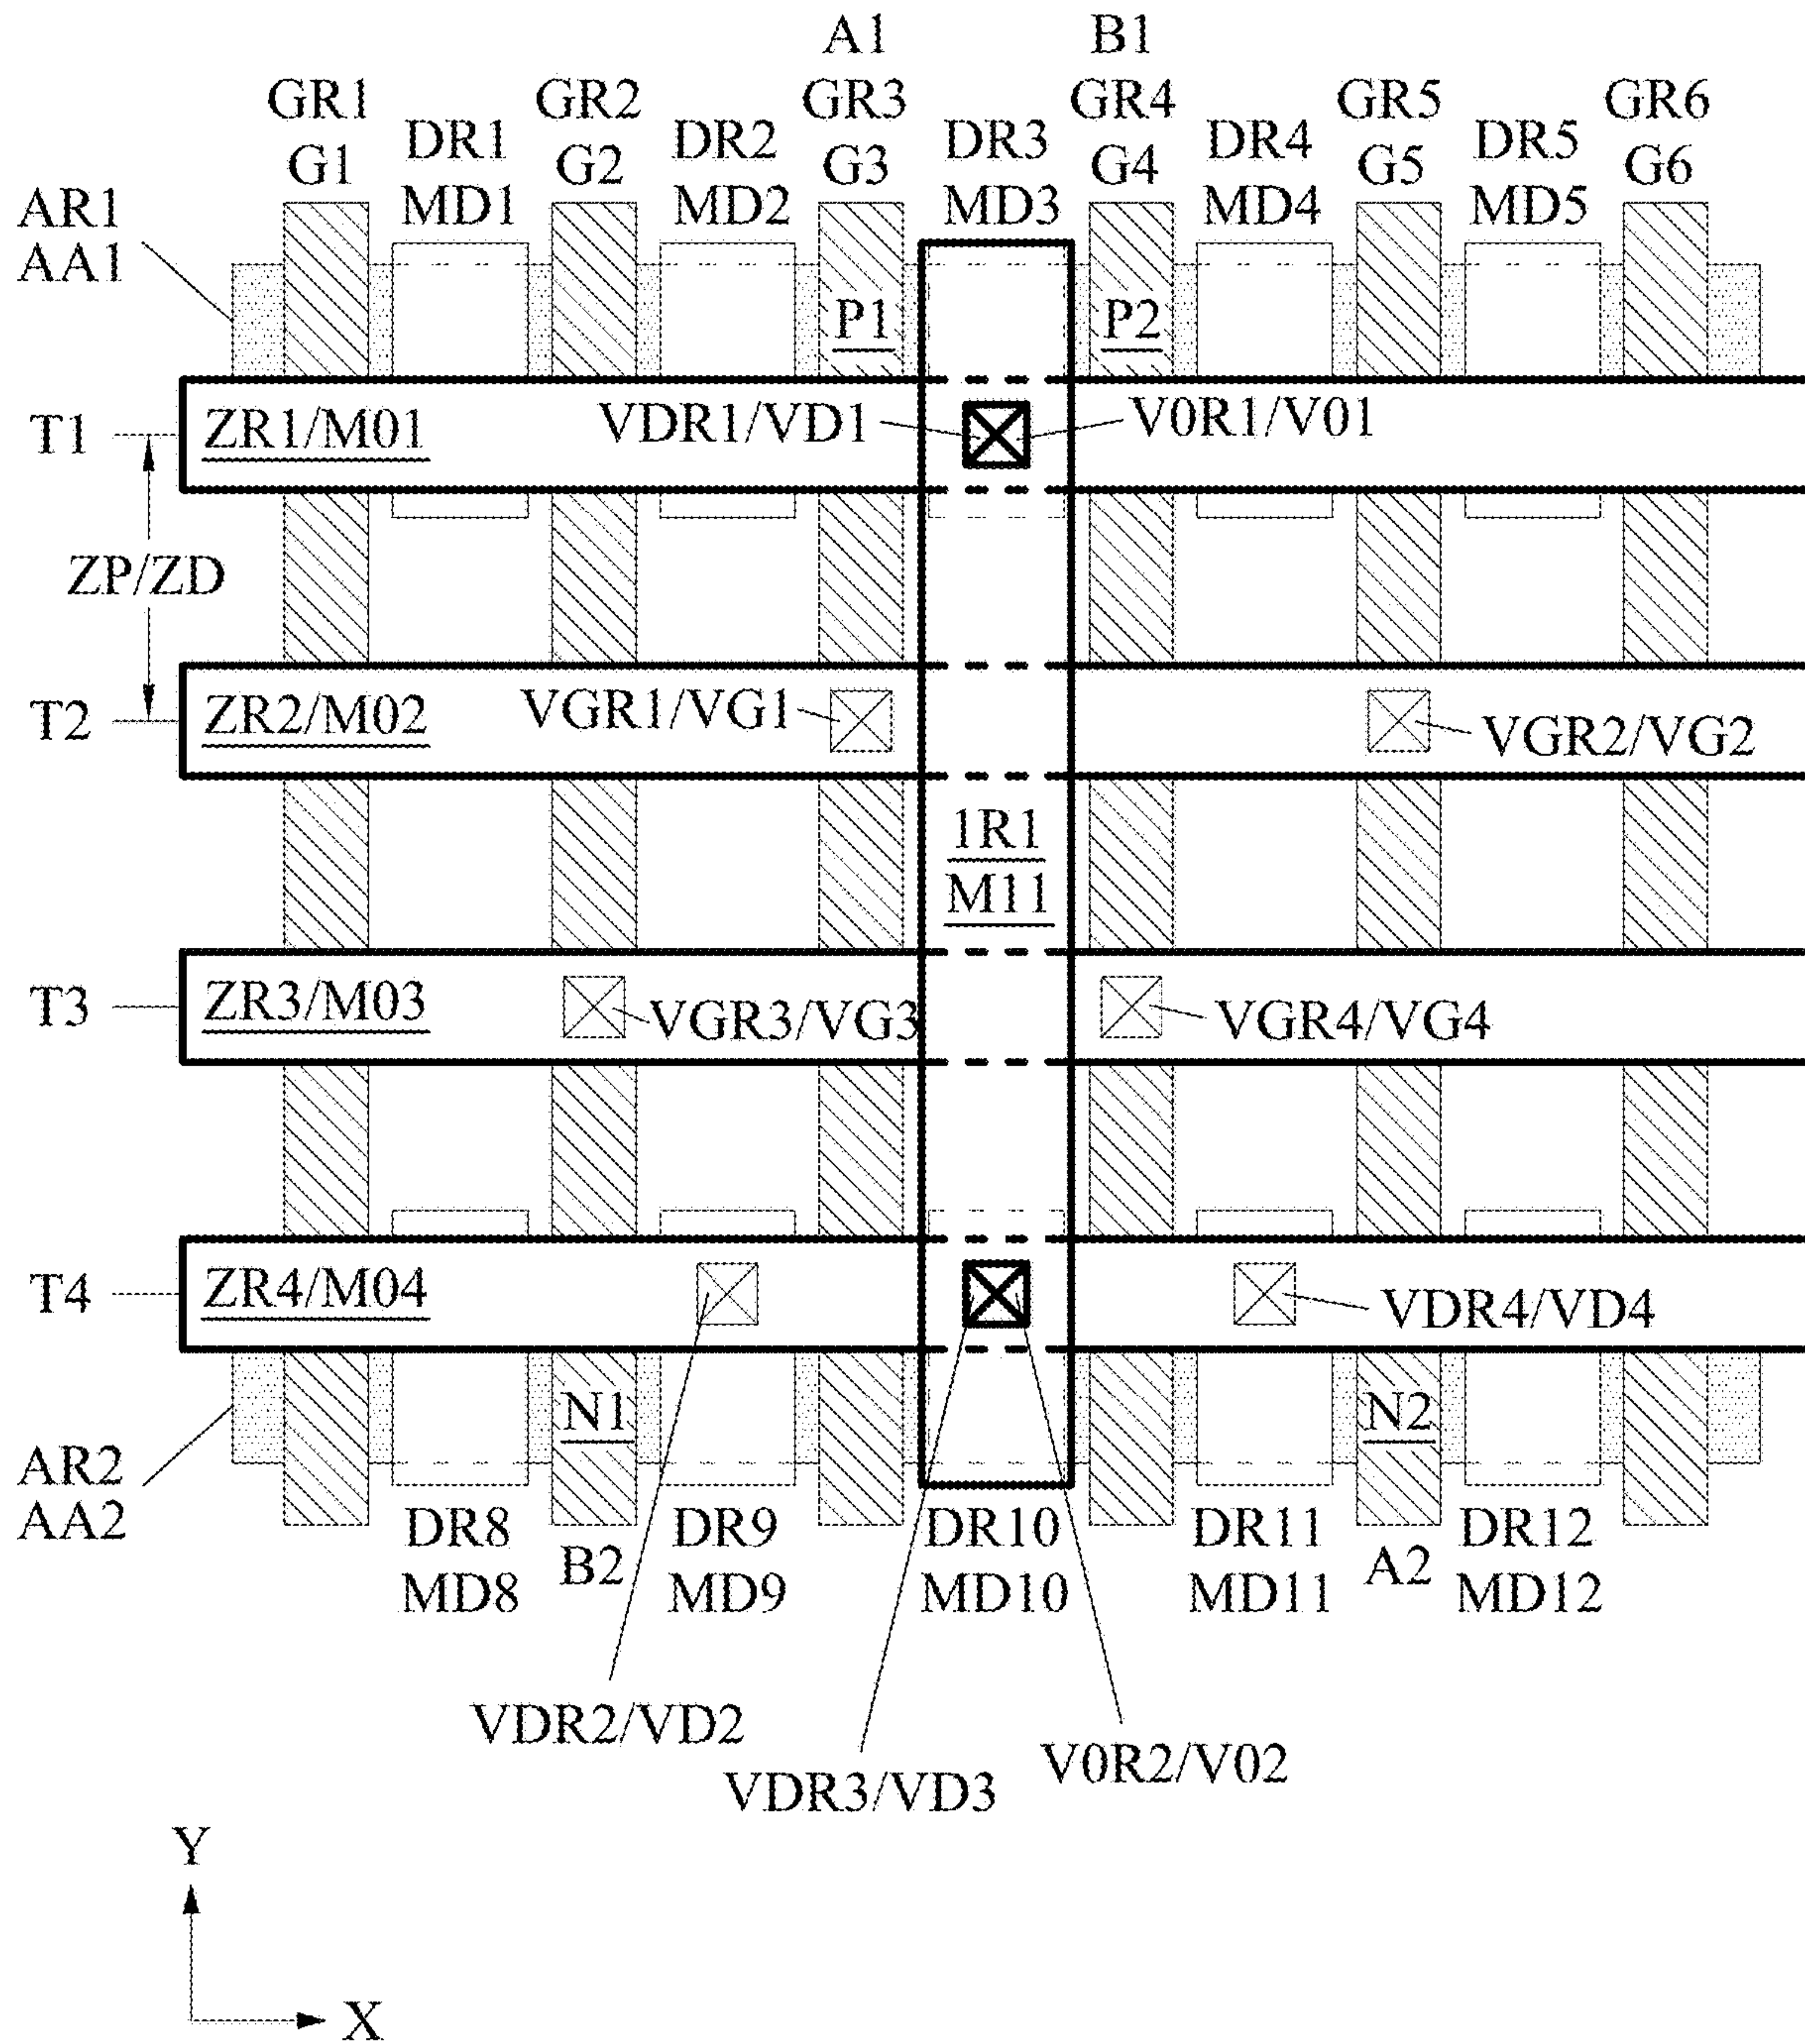 A1 B1
GR1 GR2 GR3 GR4 GR5 GR6
DR1 DR2 DR3 DR4 DR5
G1 G2 G3 G4 G5 G6
MD1 MD2 MD3 MD4 MD5
AR1
AA1
P1 P2
T1 ZR1/M01 VDR1/VD1 V0R1/V01
ZP/ZD
T2 ZR2/M02 VGR1/VG1 VGR2/VG2
1R1
M11
T3 ZR3/M03 VGR3/VG3 VGR4/VG4
T4 ZR4/M04 VDR4/VD4
N1 N2
AR2
AA2
DR8 DR9 DR10 DR11 DR12
B2 A2
MD8 MD9 MD10 MD11 MD12
VDR2/VD2
V0R2/V02
VDR3/VD3
Y
X